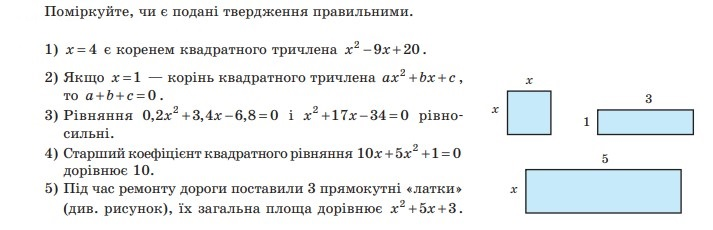 Поміркуйте, чи є подані твердження правильними.
1) x=4 є коренем квадратного тричлена x²−9x+20.
2) Якщо x=1 — корінь квадратного тричлена ax²+bx+c,
то a+b+c=0.
3) Рівняння 0,2x²+3,4x−6,8=0 і x²+17x−34=0 рівно-
сильні.
4) Старший коефіцієнт квадратного рівняння 10x+5x²+1=0
дорівнює 10.
5) Під час ремонту дороги поставили 3 прямокутні «латки»
(див. рисунок), їх загальна площа дорівнює x²+5x+3.
x
x
3
1
5
x